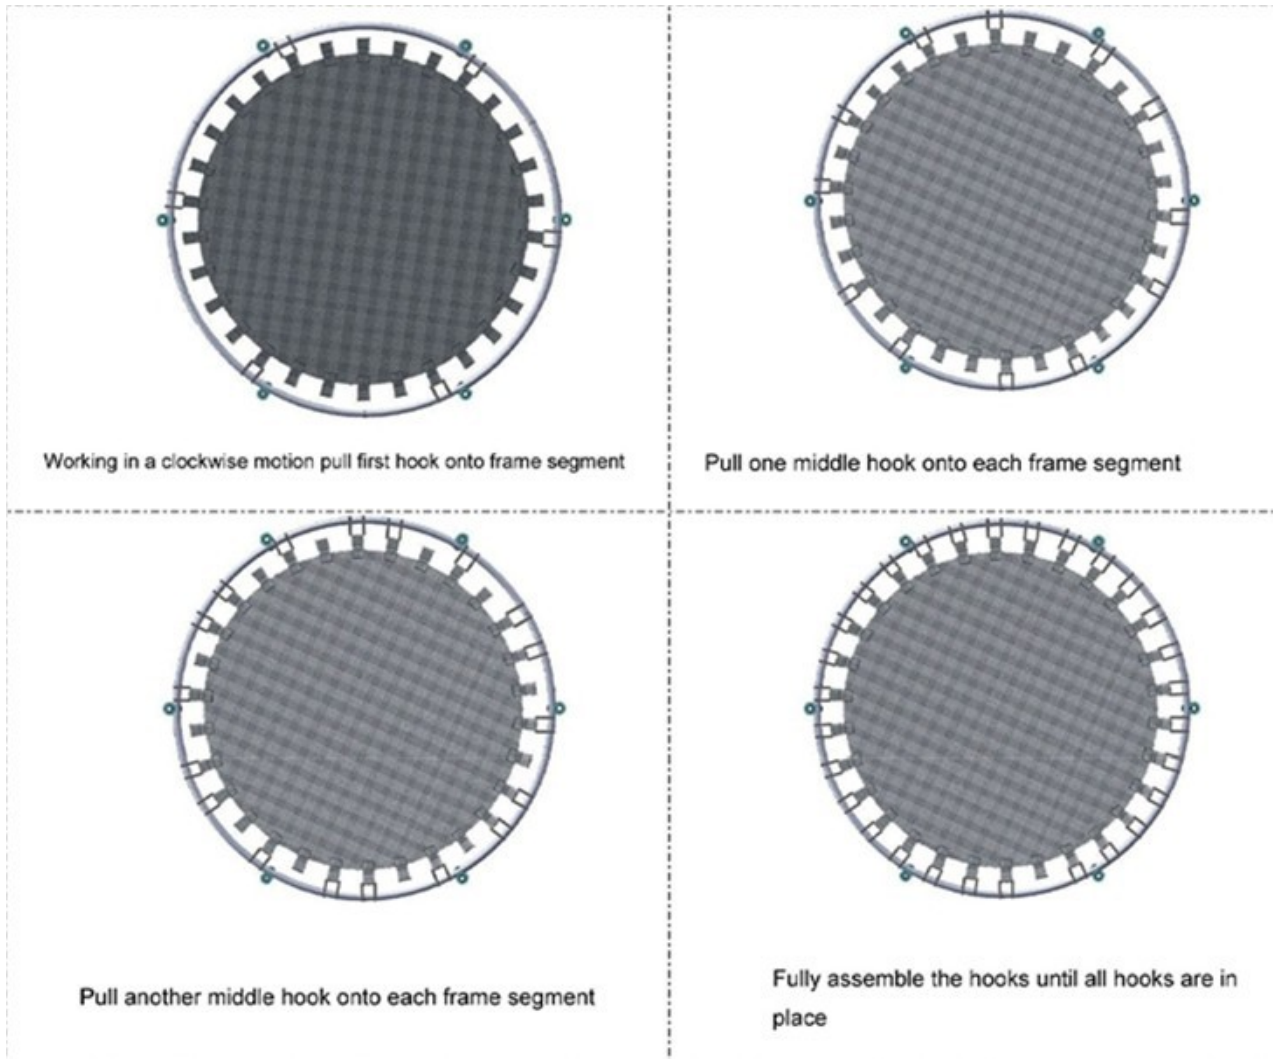 Working in a clockwise motion pull first hook onto frame segment
Pull one middle hook onto each frame segment
Pull another middle hook onto each frame segment
Fully assemble the hooks until all hooks are in
place